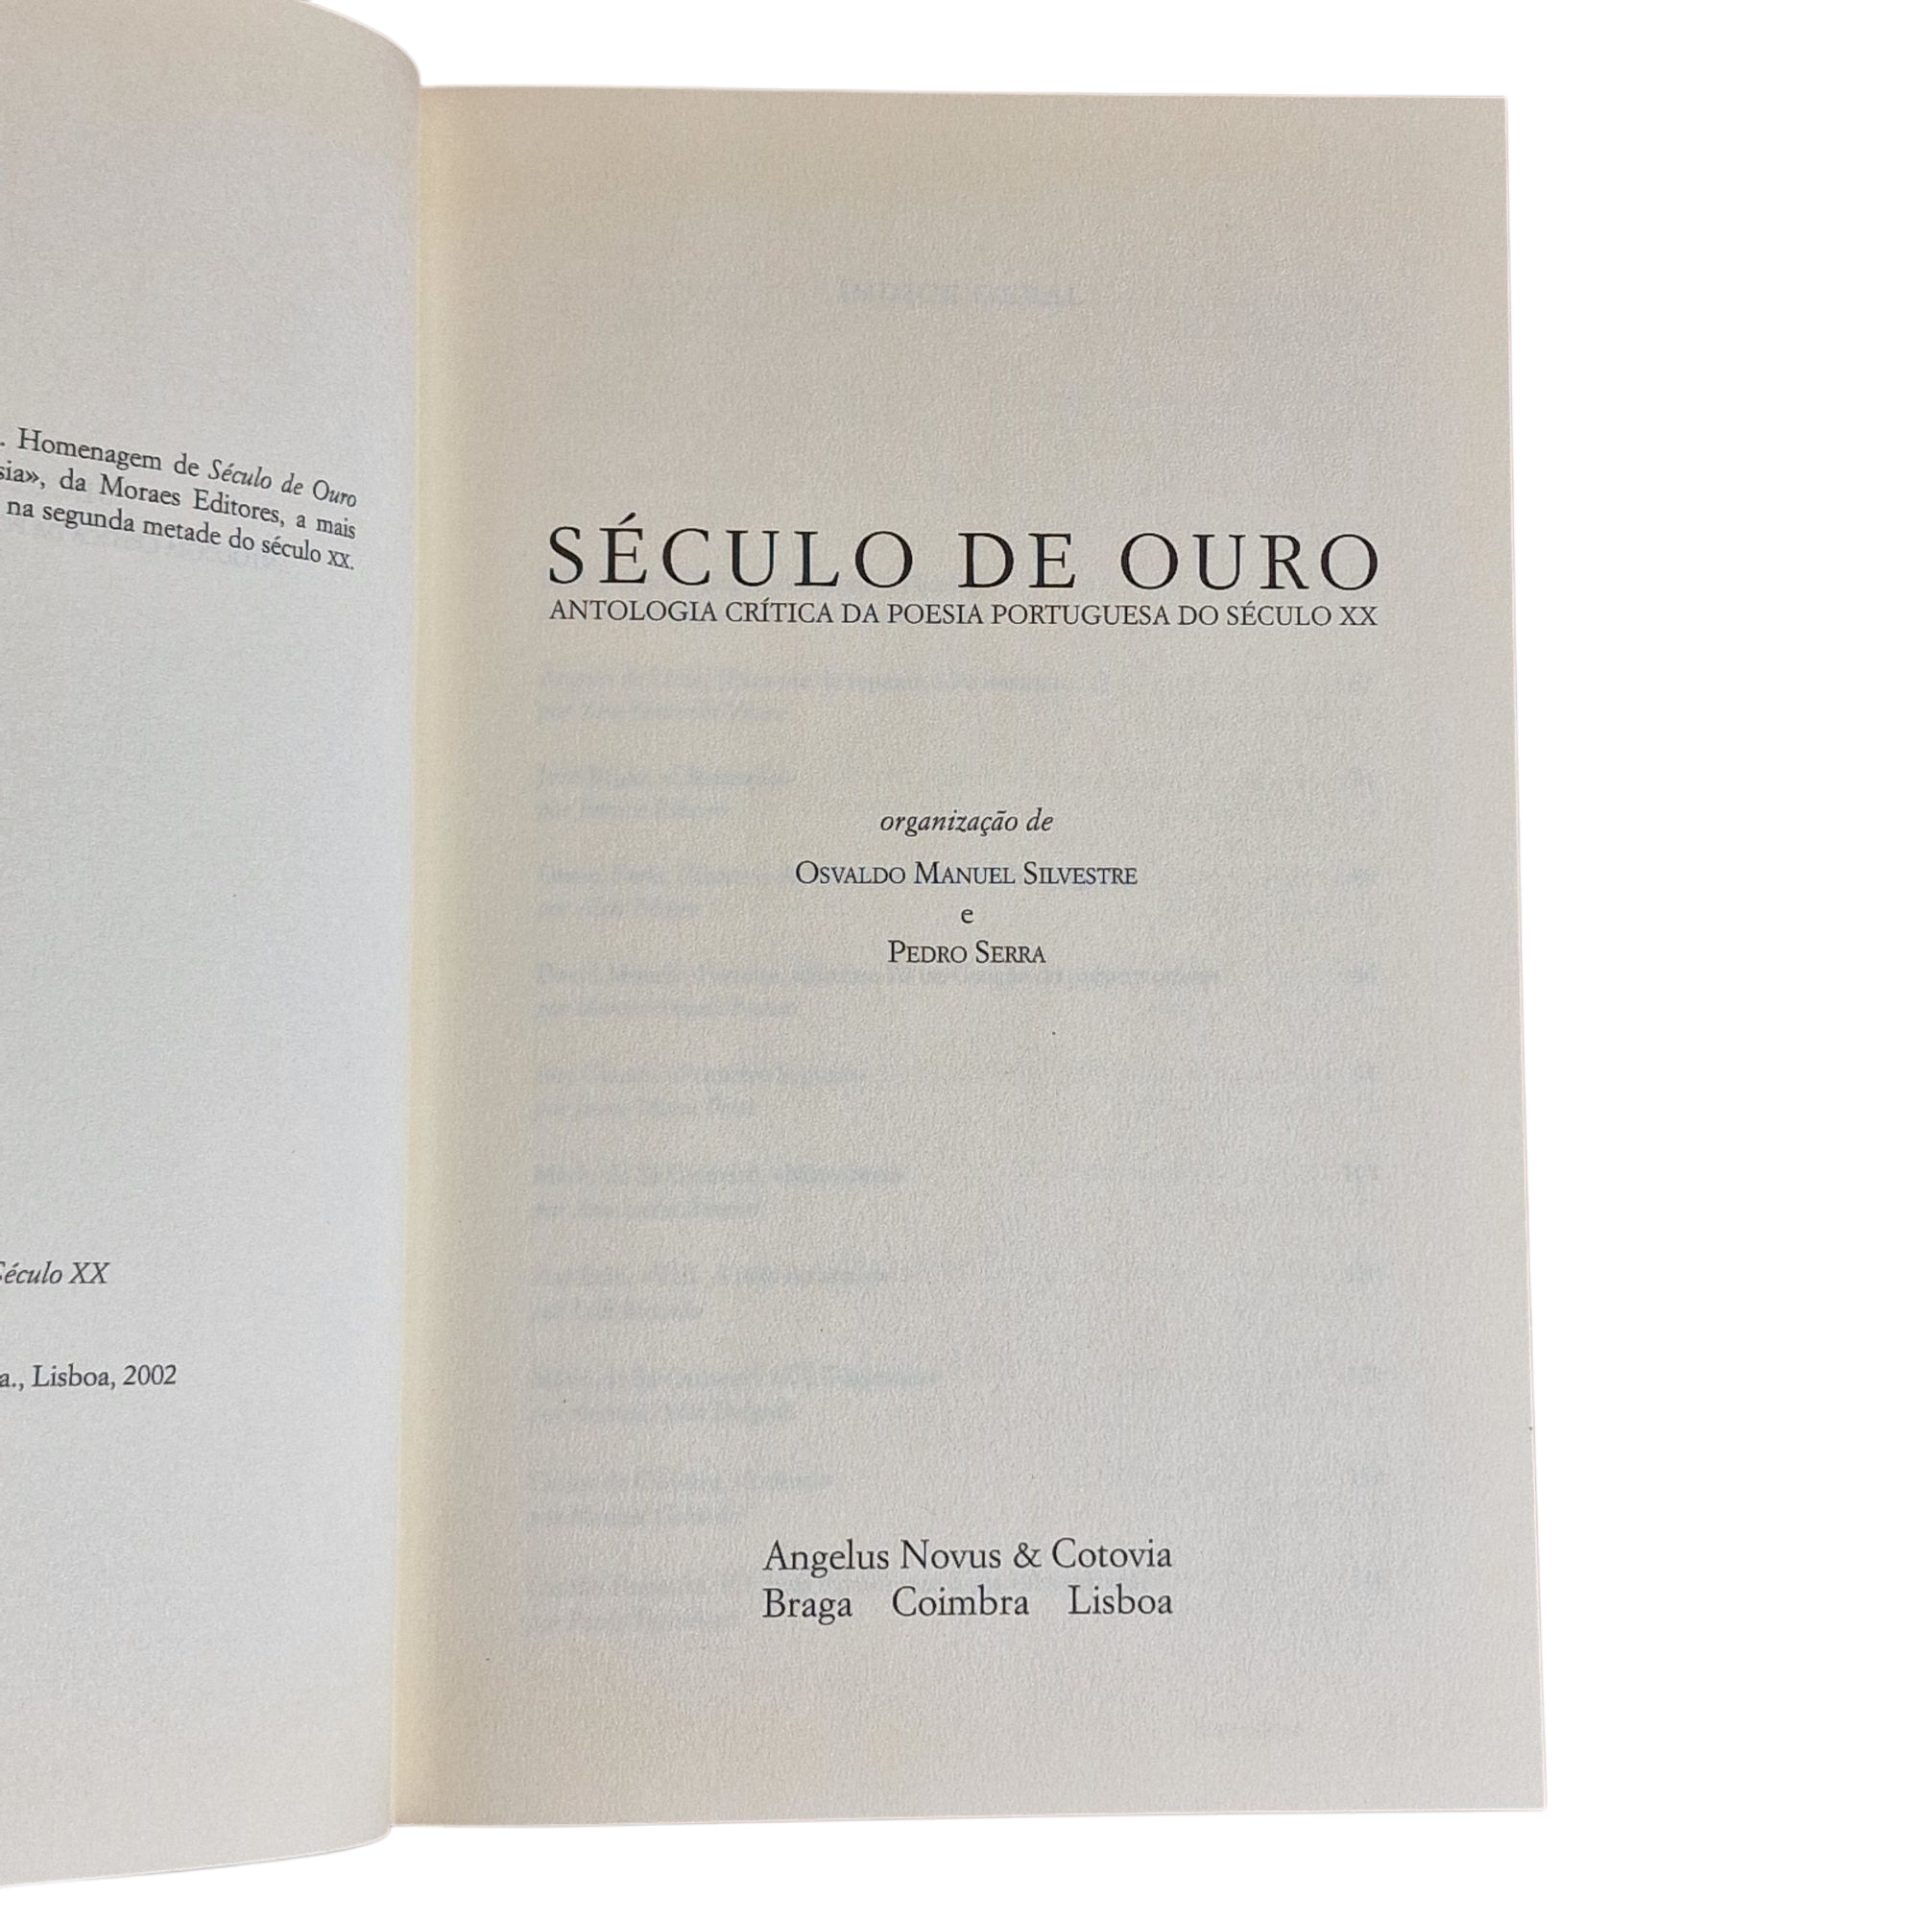 . Homenagem de Século de Ouro
sia», da Moraes Editores, a mais
na segunda metade do século XX.
Século XX
a., Lisboa, 2002
SÉCULO DE OURO
ANTOLOGIA CRÍTICA DA POESIA PORTUGUESA DO SÉCULO XX
organização de
OSVALDO MANUEL SILVESTRE
e
PEDRO SERRA
Angelus Novus & Cotovia
Braga Coimbra Lisboa